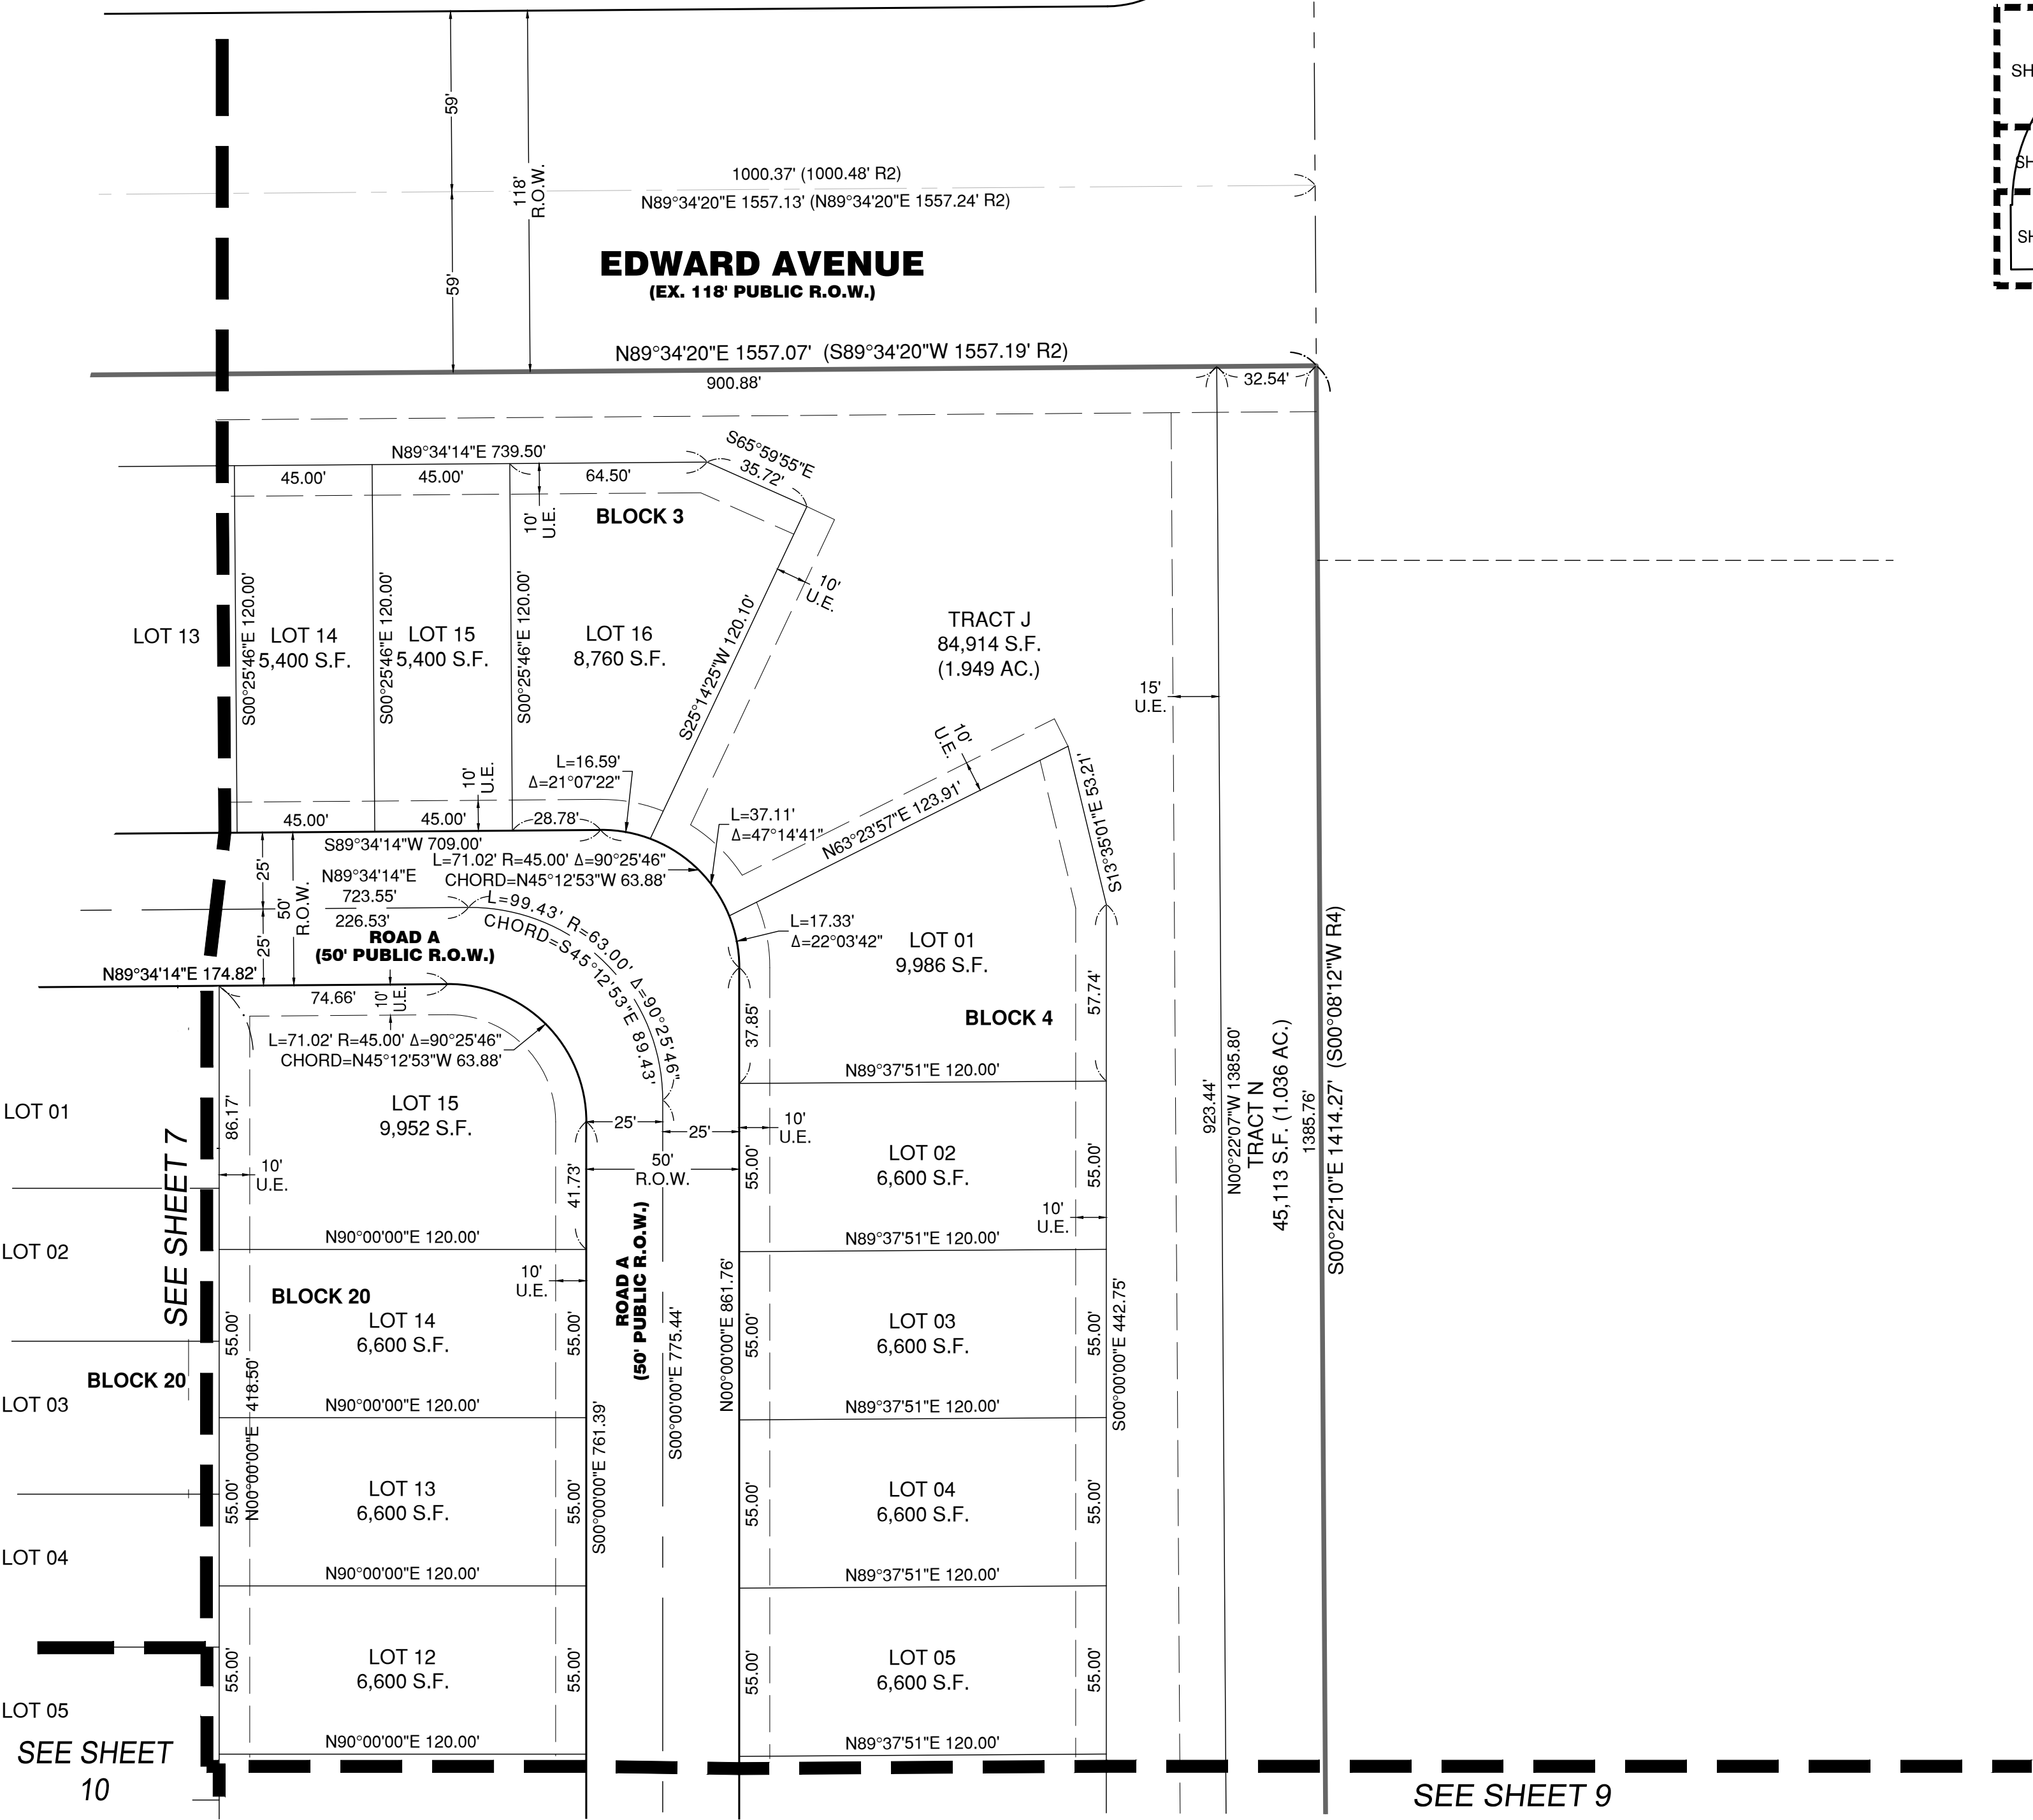 SH
SH
SH
59'
118'
R.O.W.
59'
1000.37' (1000.48' R2)
N89°34'20"E 1557.13' (N89°34'20"E 1557.24' R2)
EDWARD AVENUE
(EX. 118' PUBLIC R.O.W.)
N89°34'20"E 1557.07' (S89°34'20"W 1557.19' R2)
900.88'
32.54'
N89°34'14"E 739.50'
45.00'
45.00'
64.50'
S65°59'55"E
35.72'
10'
U.E.
BLOCK 3
10'
U.E.
LOT 13
S00°25'46"E 120.00'
LOT 14
5,400 S.F.
S00°25'46"E 120.00'
LOT 15
5,400 S.F.
S00°25'46"E 120.00'
LOT 16
8,760 S.F.
S25°14'25"W 120.10'
TRACT J
84,914 S.F.
(1.949 AC.)
15'
U.E.
10'
U.E.
10'
U.E.
L=16.59'
Δ=21°07'22"
L=37.11'
Δ=47°14'41"
N63°23'57"E 123.91'
S13°35'01"E 53.21'
45.00'
45.00'
28.78'
S89°34'14"W 709.00'
L=71.02' R=45.00' Δ=90°25'46"
CHORD=N45°12'53"W 63.88'
25'
50'
R.O.W.
25'
N89°34'14"E
723.55'
226.53'
L=99.43' R=63.00' Δ=90°25'46"
CHORD=S45°12'53"E 89.43'
ROAD A
(50' PUBLIC R.O.W.)
L=17.33'
Δ=22°03'42"
LOT 01
9,986 S.F.
N89°34'14"E 174.82'
74.66'
10'
U.E.
L=71.02' R=45.00' Δ=90°25'46"
CHORD=N45°12'53"W 63.88'
37.85'
BLOCK 4
57.74'
N89°37'51"E 120.00'
LOT 01
SEE SHEET 7
86.17'
LOT 15
9,952 S.F.
25'
25'
10'
U.E.
50'
R.O.W.
10'
U.E.
41.73'
55.00'
LOT 02
6,600 S.F.
55.00'
10'
U.E.
923.44'
N00°22'07"W 1385.80'
TRACT N
45,113 S.F. (1.036 AC.)
1385.76'
S00°22'10"E 1414.27' (S00°08'12"W R4)
LOT 02
N90°00'00"E 120.00'
N89°37'51"E 120.00'
10'
U.E.
BLOCK 20
LOT 14
6,600 S.F.
55.00'
55.00'
ROAD A
(50' PUBLIC R.O.W.)
S00°00'00"E 775.44'
N00°00'00"E 861.76'
55.00'
LOT 03
6,600 S.F.
55.00'
S00°00'00"E 442.75'
BLOCK 20
LOT 03
N00°00'00"E 418.50'
N90°00'00"E 120.00'
N89°37'51"E 120.00'
S00°00'00"E 761.39'
55.00'
LOT 13
6,600 S.F.
55.00'
55.00'
LOT 04
6,600 S.F.
55.00'
LOT 04
N90°00'00"E 120.00'
N89°37'51"E 120.00'
55.00'
LOT 12
6,600 S.F.
55.00'
55.00'
LOT 05
6,600 S.F.
55.00'
LOT 05
N90°00'00"E 120.00'
N89°37'51"E 120.00'
SEE SHEET
10
SEE SHEET 9